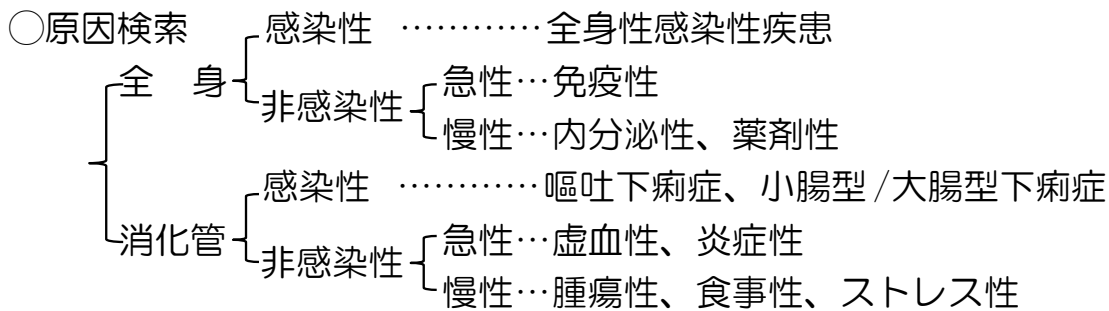 ◯原因検索
感染性 …………全身性感染性疾患
全 身
急性…免疫性
非感染性
慢性…内分泌性、薬剤性
感染性 …………嘔吐下痢症、小腸型/大腸型下痢症
消化管
急性…虚血性、炎症性
非感染性
慢性…腫瘍性、食事性、ストレス性